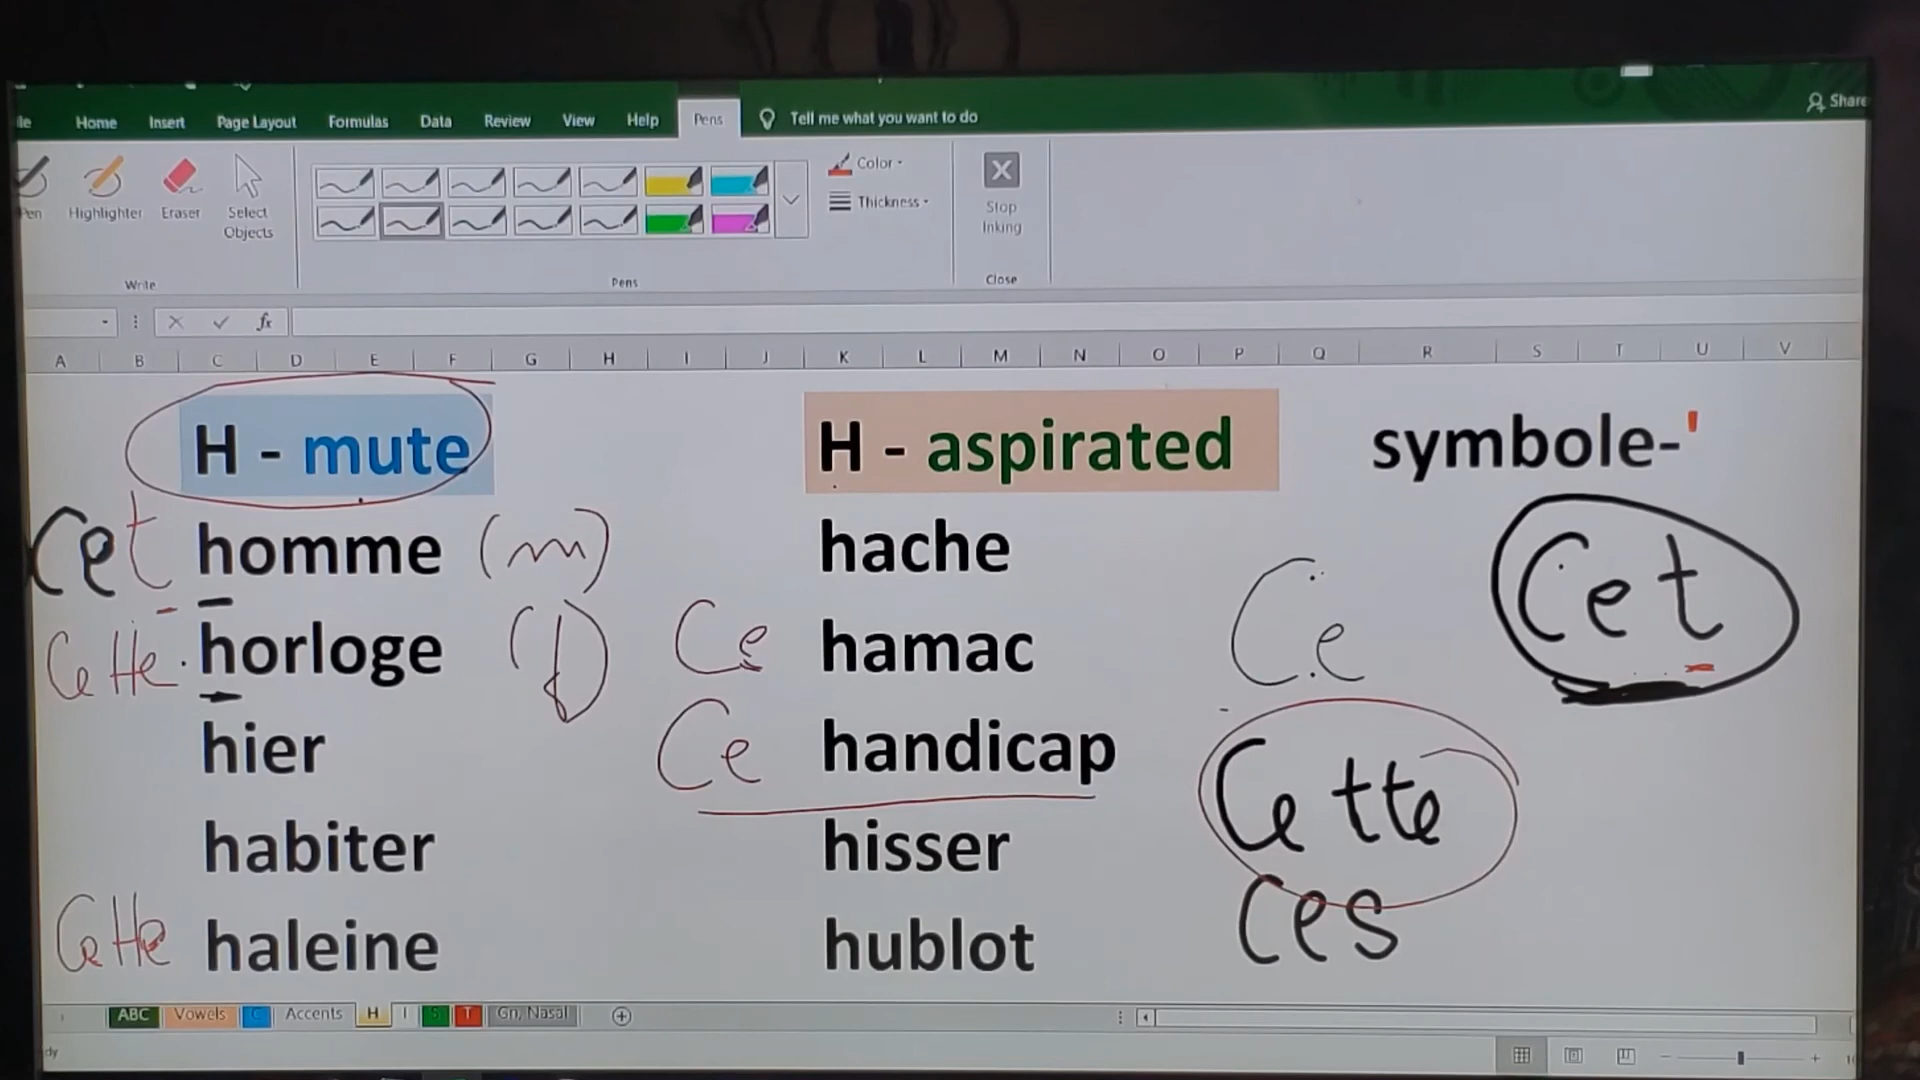 Share
Home Insert Page Layout Formulas Data Review View Help Pens Tell me what you want to do
Pen Highlighter Eraser Select Objects
Color
Thickness
Stop Inking
Write Pens Close
fx
A B C D E F G H I J K L M N O P Q R S T U V
H - mute H - aspirated symbole-'
Cet homme (m) hache Ce Cet
Cette horloge (f) Ce hamac
hier Ce handicap Cette
habiter hisser
Cette haleine hublot ces
ABC Vowels Accents H I S T Gn, Nasal